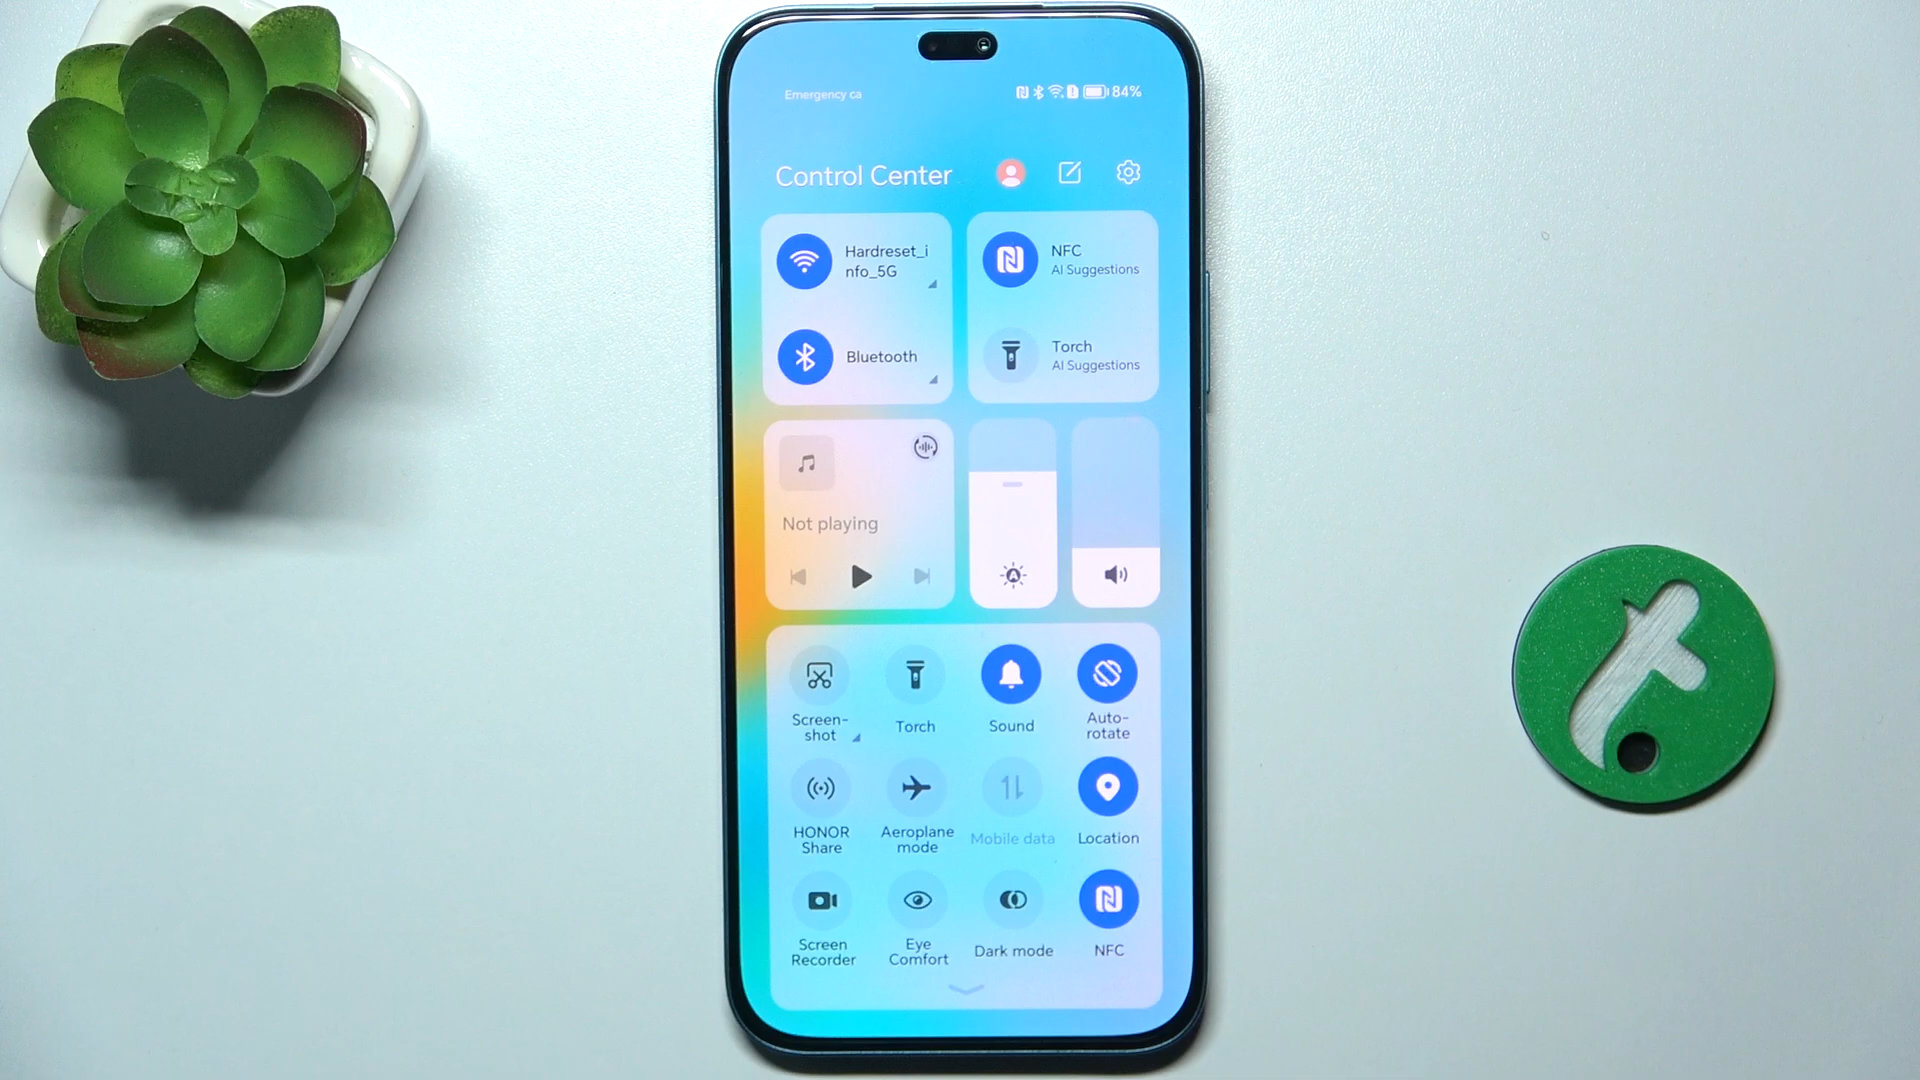 Emergency ca
84%
Control Center
Hardreset_i
nfo_5G
NFC
AI Suggestions
Bluetooth
Torch
AI Suggestions
Not playing
Screen-
shot
Torch
Sound
Auto-
rotate
HONOR
Share
Aeroplane
mode
Mobile data
Location
Screen
Recorder
Eye
Comfort
Dark mode
NFC